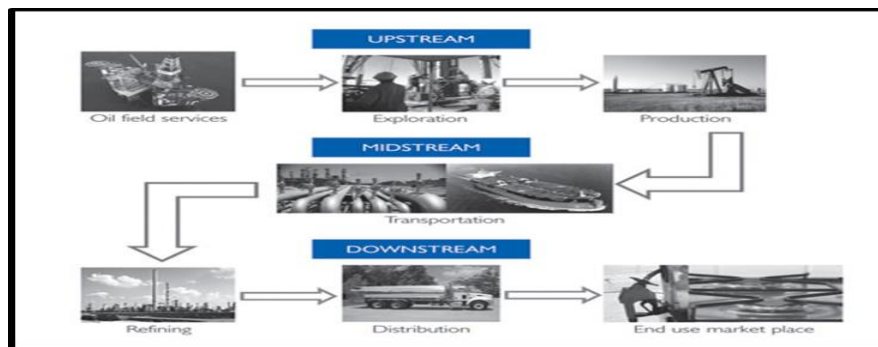 UPSTREAM
Oil field services
Exploration
Production
MIDSTREAM
Transportation
DOWNSTREAM
Refining
Distribution
End use market place